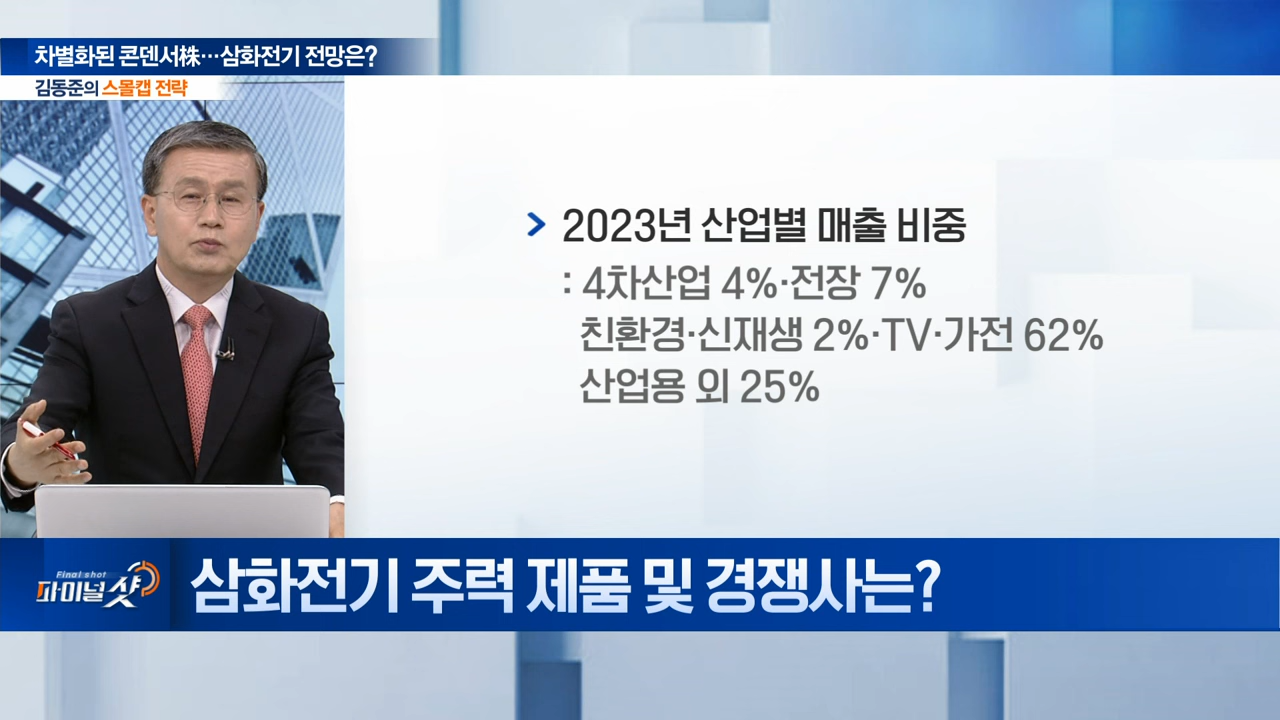 차별화된 콘덴서株…삼화전기 전망은?
김동준의 스몰캡 전략
2023년 산업별 매출 비중
: 4차산업 4%·전장 7%
친환경·신재생 2%·TV·가전 62%
산업용 외 25%
Final shot
파이널샷
삼화전기 주력 제품 및 경쟁사는?